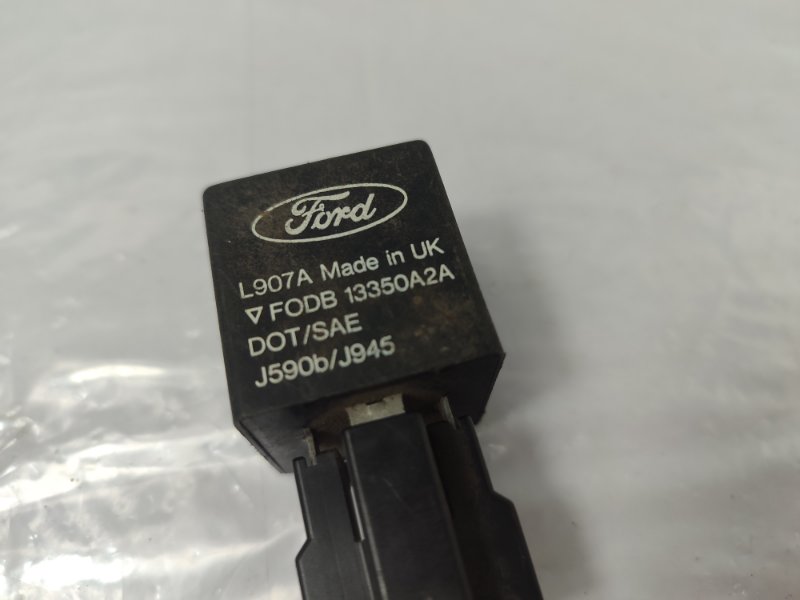 Ford
L907A Made in UK
▽ FODB 13350A2A
DOT/SAE
J590b/J945